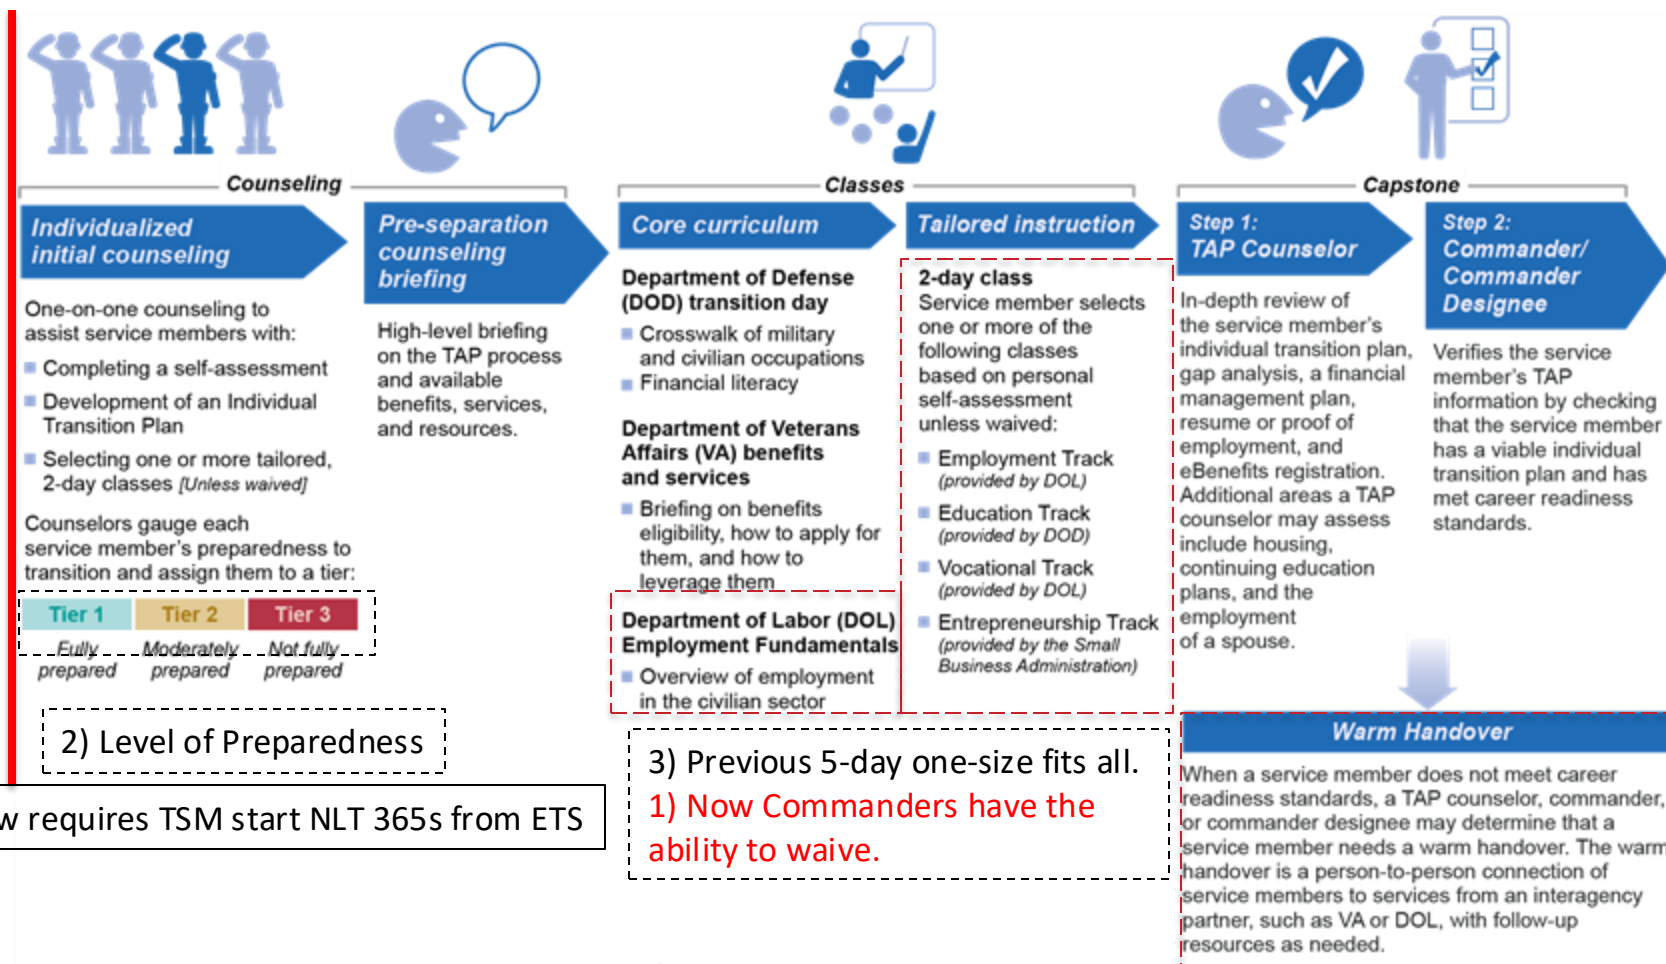 Counseling
Individualized
initial counseling
One-on-one counseling to
assist service members with:
Completing a self-assessment
Development of an Individual
Transition Plan
Selecting one or more tailored,
2-day classes [Unless waived]
Counselors gauge each
service member's preparedness to
transition and assign them to a tier:
Tier 1 Tier 2 Tier 3
Fully Moderately Not fully
prepared prepared prepared
2) Level of Preparedness
w requires TSM start NLT 365s from ETS
Pre-separation
counseling
briefing
High-level briefing
on the TAP process
and available
benefits, services,
and resources.
Classes
Core curriculum
Department of Defense
(DOD) transition day
Crosswalk of military
and civilian occupations
Financial literacy
Department of Veterans
Affairs (VA) benefits
and services
Briefing on benefits
eligibility, how to apply for
them, and how to
leverage them
Department of Labor (DOL)
Employment Fundamentals
Overview of employment
in the civilian sector
Tailored instruction
2-day class
Service member selects
one or more of the
following classes
based on personal
self-assessment
unless waived:
Employment Track
(provided by DOL)
Education Track
(provided by DOD)
Vocational Track
(provided by DOL)
Entrepreneurship Track
(provided by the Small
Business Administration)
3) Previous 5-day one-size fits all.
1) Now Commanders have the
ability to waive.
Capstone
Step 1:
TAP Counselor
In-depth review of
the service member's
individual transition plan,
gap analysis, a financial
management plan,
resume or proof of
employment, and
eBenefits registration.
Additional areas a TAP
counselor may assess
include housing,
continuing education
plans, and the
employment
of a spouse.
Step 2:
Commander/
Commander
Designee
Verifies the service
member's TAP
information by checking
that the service member
has a viable individual
transition plan and has
met career readiness
standards.
Warm Handover
When a service member does not meet career
readiness standards, a TAP counselor, commander,
or commander designee may determine that a
service member needs a warm handover. The warm
handover is a person-to-person connection of
service members to services from an interagency
partner, such as VA or DOL, with follow-up
resources as needed.